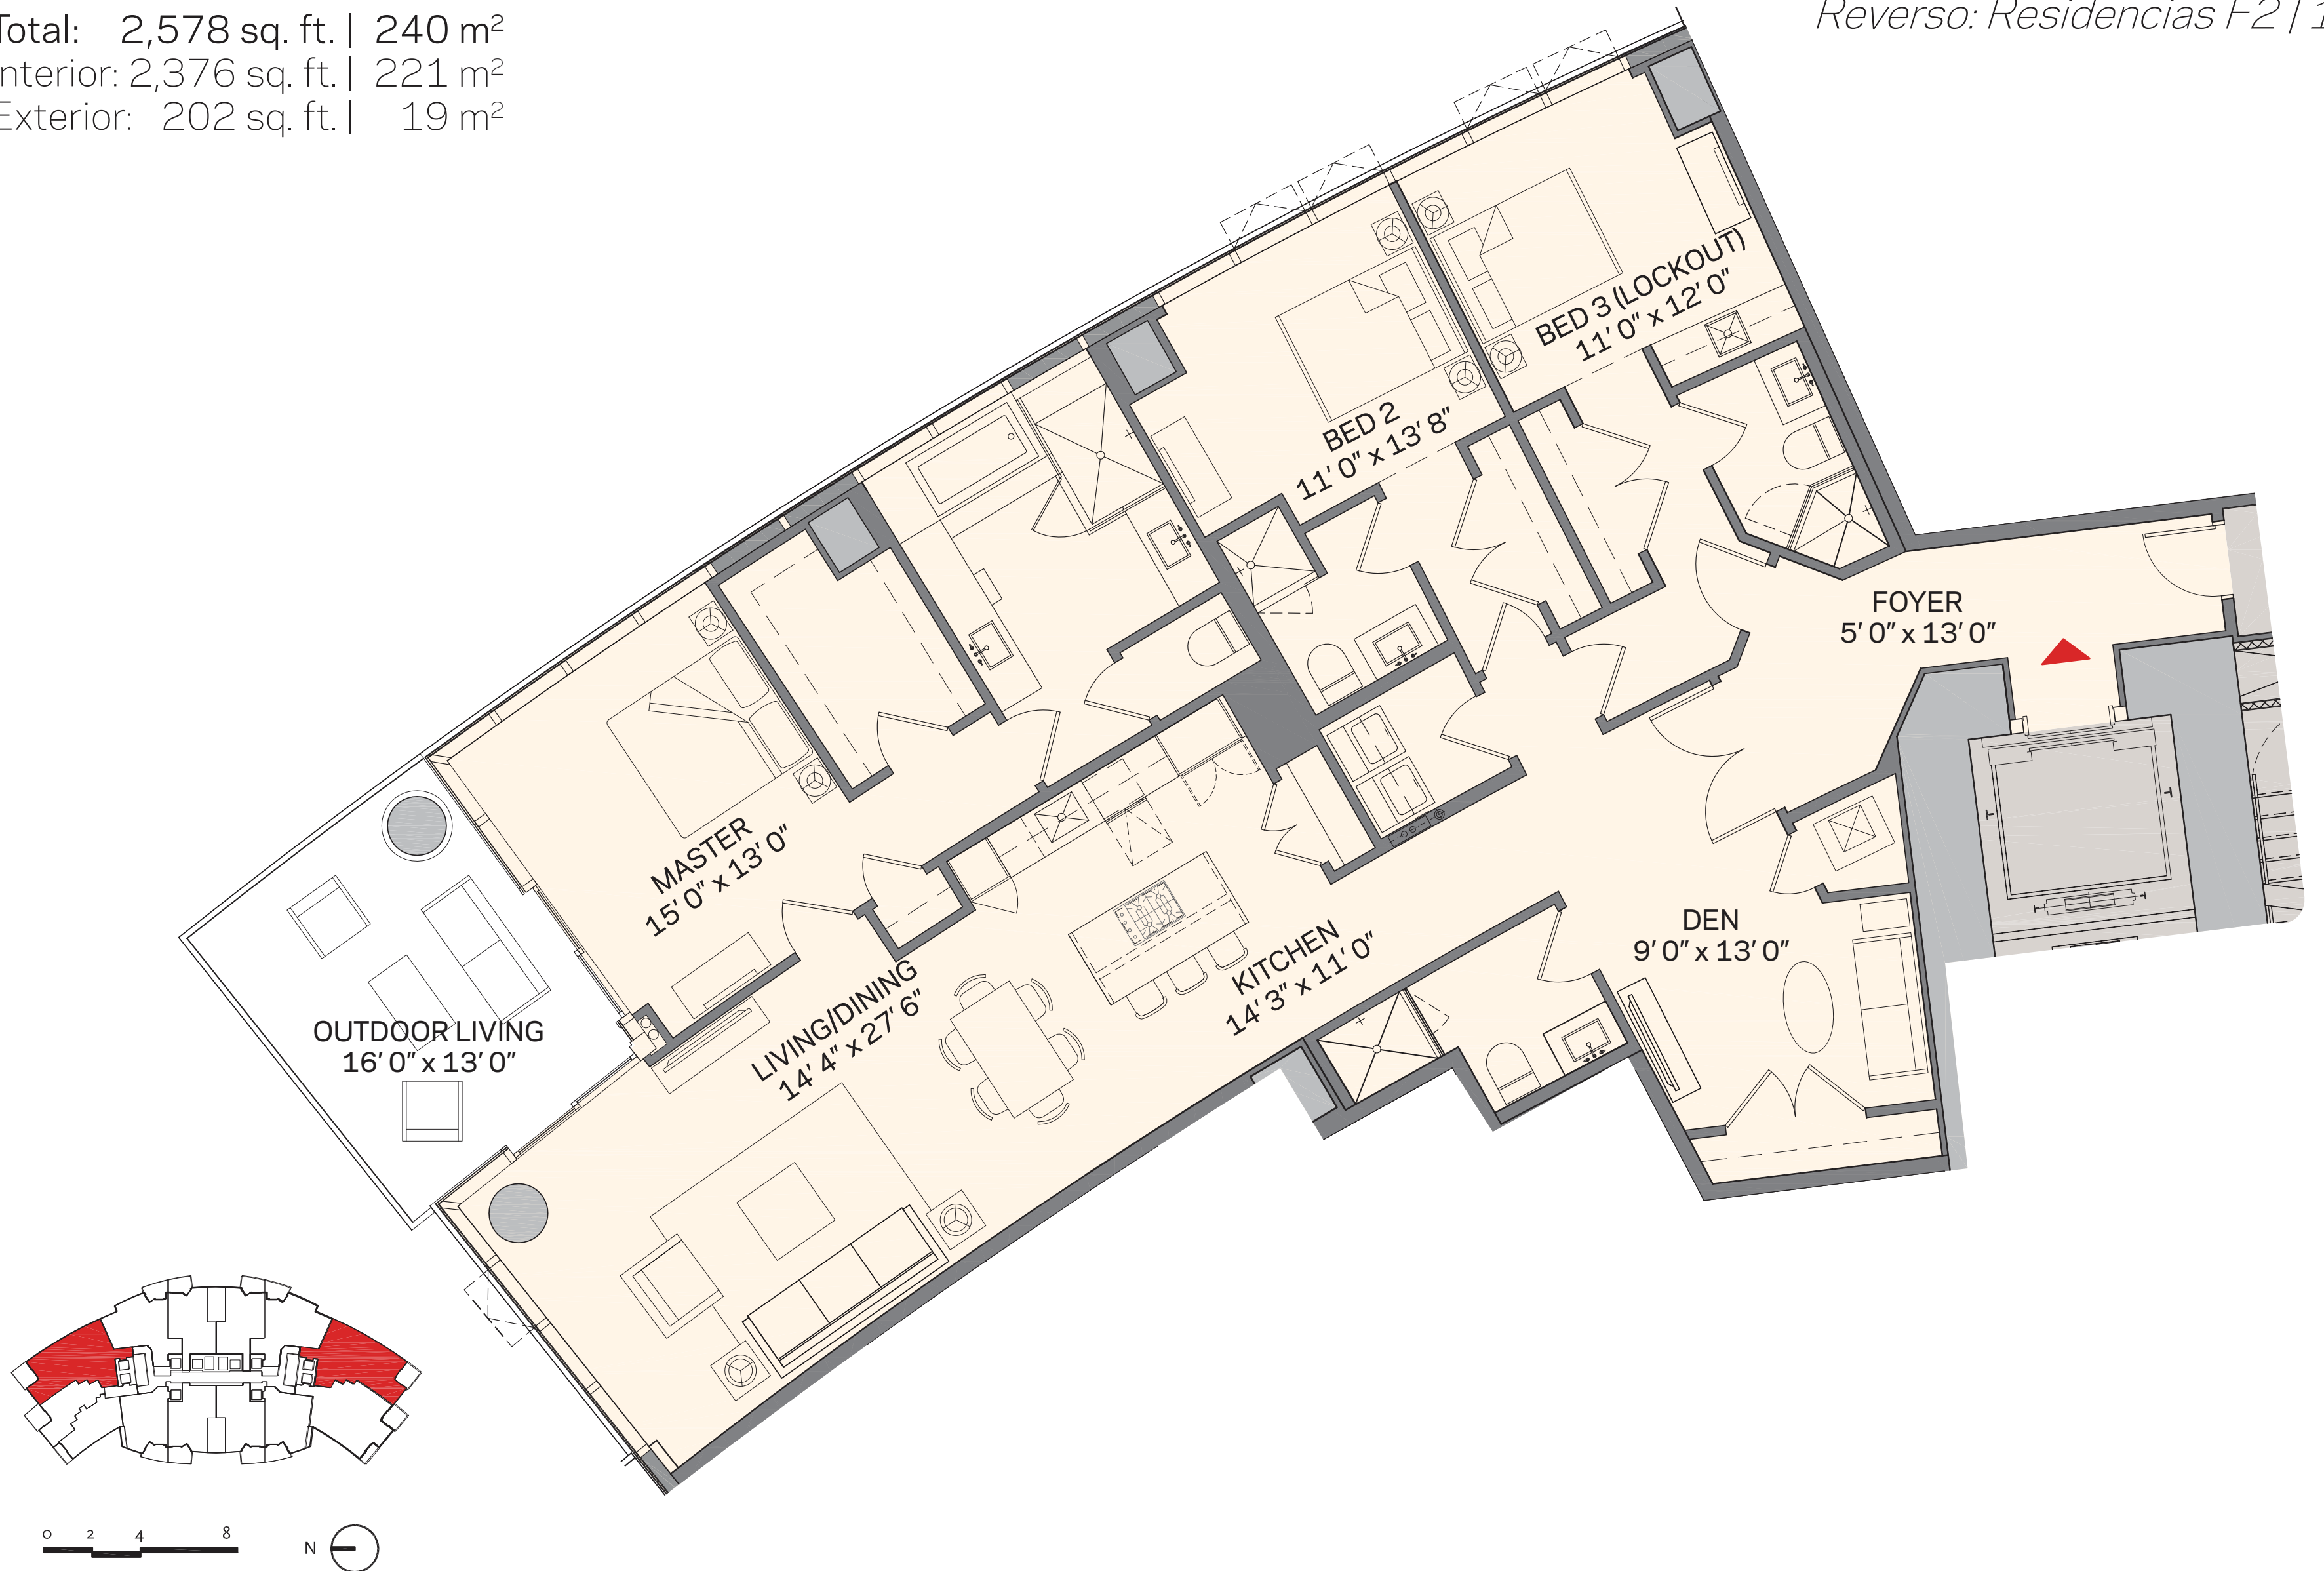 Total: 2,578 sq. ft. | 240 m²
Interior: 2,376 sq. ft. | 221 m²
Exterior: 202 sq. ft. | 19 m²
Reverso: Residencias F2 | 1
BED 3 (LOCKOUT)
11' 0" x 12' 0"
BED 2
11' 0" x 13' 8"
FOYER
5' 0" x 13' 0"
MASTER
15' 0" x 13' 0"
DEN
9' 0" x 13' 0"
KITCHEN
14' 3" x 11' 0"
LIVING/DINING
14' 4" x 27' 6"
OUTDOOR LIVING
16' 0" x 13' 0"
0 2 4 8
N